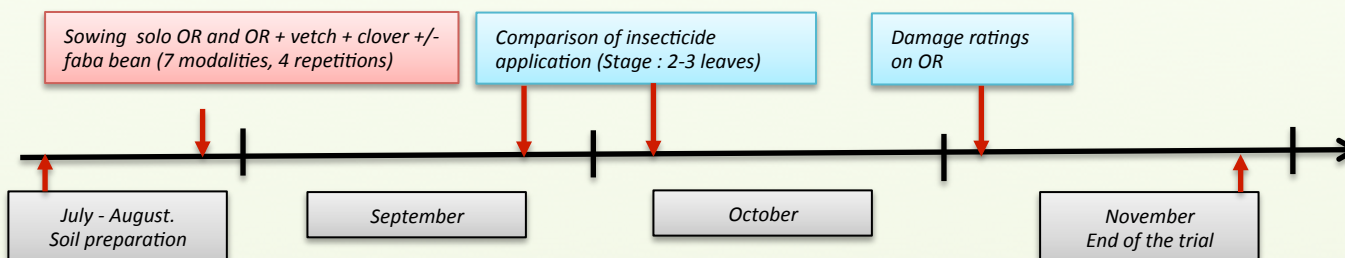 Sowing solo OR and OR + vetch + clover +/-
faba bean (7 modalities, 4 repetitions)
Comparison of insecticide
application (Stage : 2-3 leaves)
Damage ratings
on OR
July - August.
Soil preparation
September
October
November
End of the trial